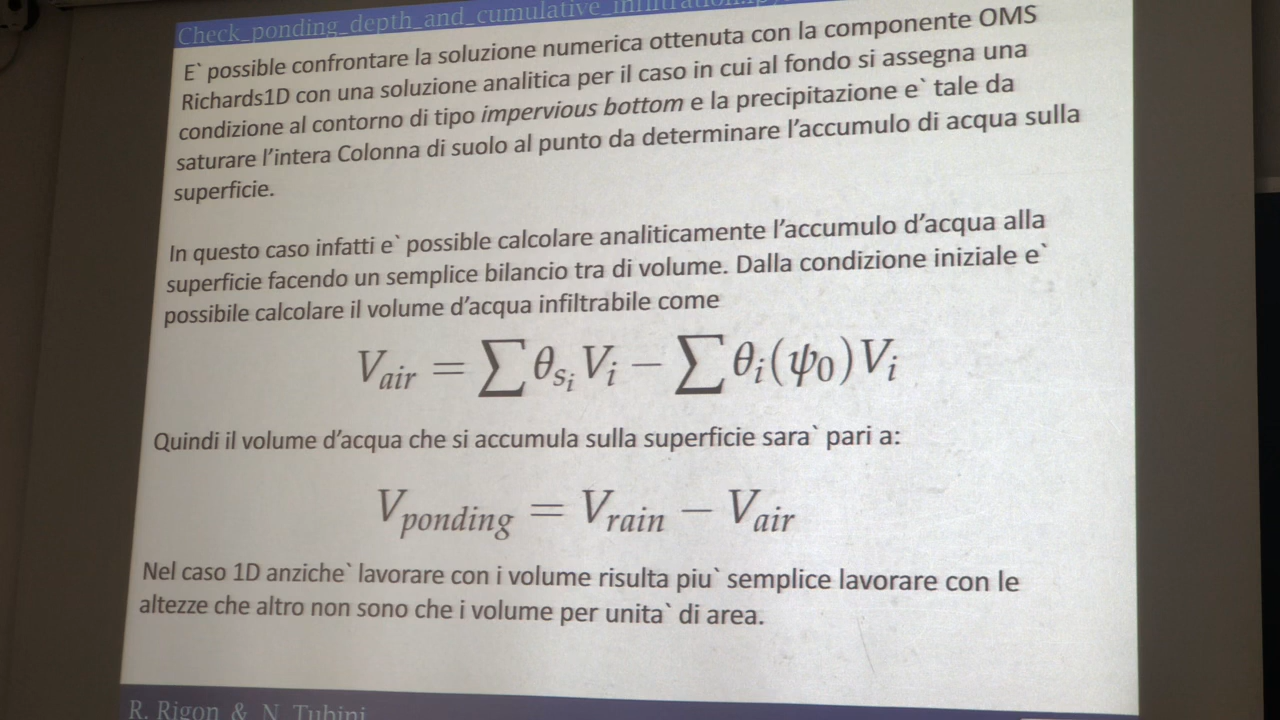 Check_ponding_depth_and_cumulative_infiltration.ipy
E` possible confrontare la soluzione numerica ottenuta con la componente OMS
Richards1D con una soluzione analitica per il caso in cui al fondo si assegna una
condizione al contorno di tipo impervious bottom e la precipitazione e` tale da
saturare l’intera Colonna di suolo al punto da determinare l’accumulo di acqua sulla
superficie.
In questo caso infatti e` possible calcolare analiticamente l’accumulo d’acqua alla
superficie facendo un semplice bilancio tra di volume. Dalla condizione iniziale e`
possibile calcolare il volume d’acqua infiltrabile come
V_air = ∑ θ_{s_i} V_i − ∑ θ_i(ψ_0) V_i
Quindi il volume d’acqua che si accumula sulla superficie sara` pari a:
V_ponding = V_rain − V_air
Nel caso 1D anziche` lavorare con i volume risulta piu` semplice lavorare con le
altezze che altro non sono che i volume per unita` di area.
R. Rigon & N. Tubini